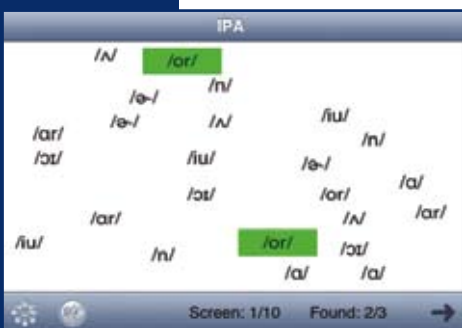 IPA
/ʌ/ /or/
/n/
/ɚ/
/ɚ/ /ʌ/ /iu/
/ɑr/ /n/
/ɔɪ/ /iu/ /ɚ/
/ɑ/
/ɔɪ/ /or/
/ɑr/ /ʌ/ /ɑr/
/iu/ /or/ /ɔɪ/
/n/
/ɑ/ /ɑ/
Screen: 1/10 Found: 2/3